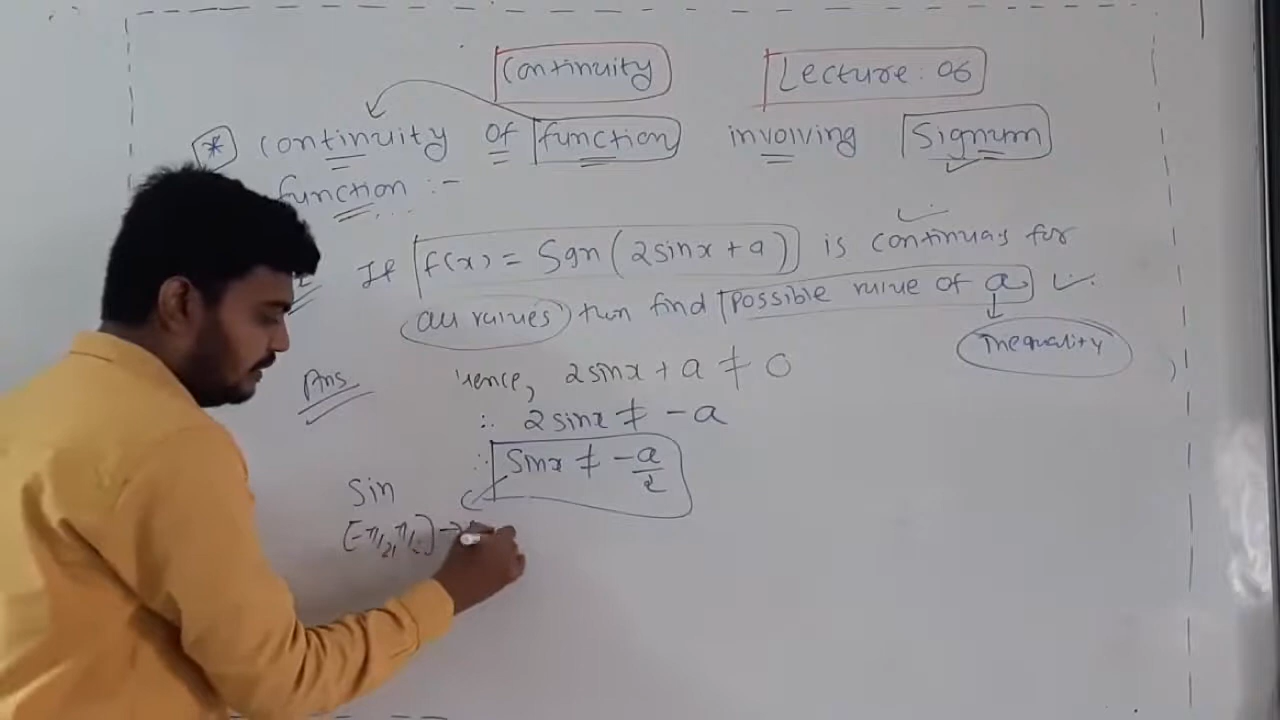 Continuity Lecture: 06
* Continuity of function involving Signum
function :-
If f(x) = Sgn(2sinx + a) is continuas for
all values then find possible value of a
Inequality
Ans
Hence, 2sinx + a ≠ 0
∴ 2sinx ≠ -a
∴ Sinx ≠ -a/2
Sin
[-π/2, π/2] →